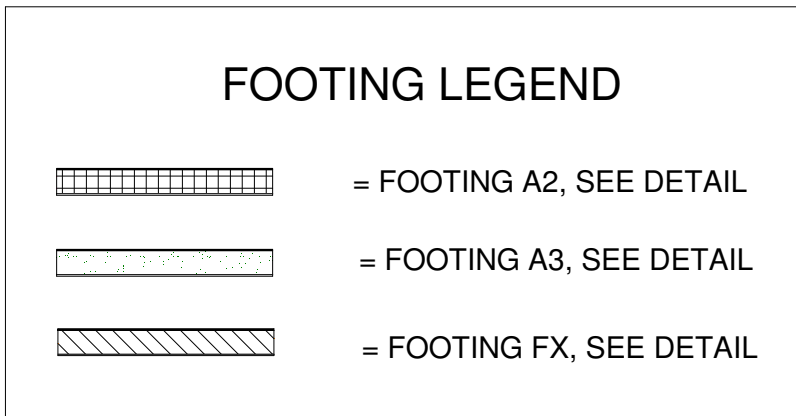 FOOTING LEGEND
= FOOTING A2, SEE DETAIL
= FOOTING A3, SEE DETAIL
= FOOTING FX, SEE DETAIL